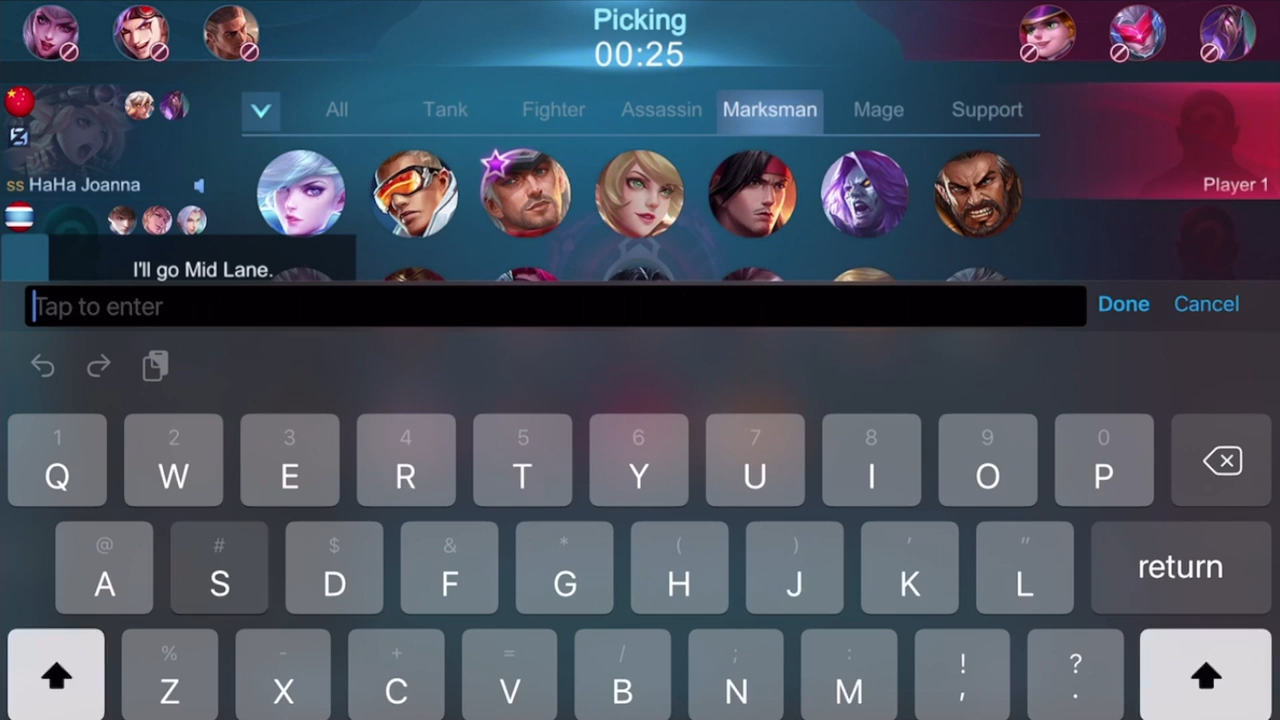 Picking
00:25
All Tank Fighter Assassin Marksman Mage Support
ss HaHa Joanna
Player 1
I'll go Mid Lane.
Tap to enter Done Cancel
1 2 3 4 5 6 7 8 9 0
Q W E R T Y U I O P
@ # $ & * ( ) ' "
A S D F G H J K L return
% - + = / ; : ! ?
Z X C V B N M , .